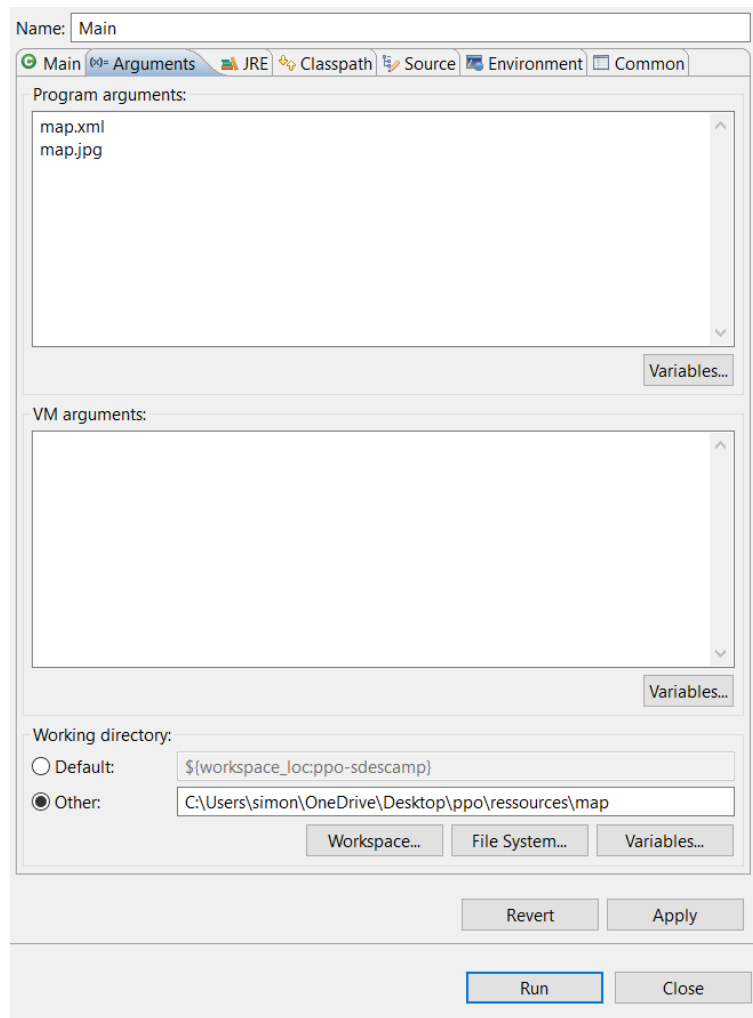 Name: Main
Main (x)= Arguments JRE Classpath Source Environment Common
Program arguments:
map.xml
map.jpg
Variables...
VM arguments:
Variables...
Working directory:
Default: ${workspace_loc:ppo-sdescamp}
Other: C:\Users\simon\OneDrive\Desktop\ppo\ressources\map
Workspace... File System... Variables...
Revert Apply
Run Close